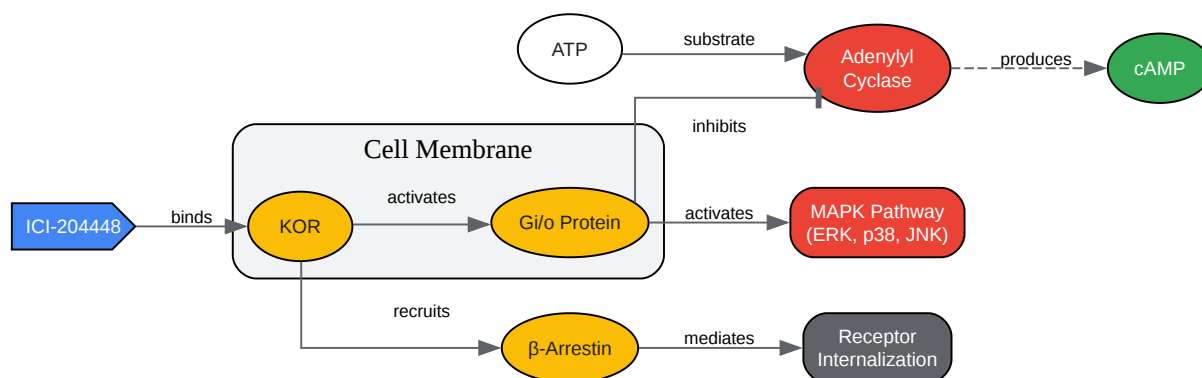 ATP
substrate
Adenylyl
Cyclase
produces
cAMP
inhibits
Cell Membrane
ICI-204448
binds
KOR
activates
Gi/o Protein
activates
MAPK Pathway
(ERK, p38, JNK)
recruits
β-Arrestin
mediates
Receptor
Internalization